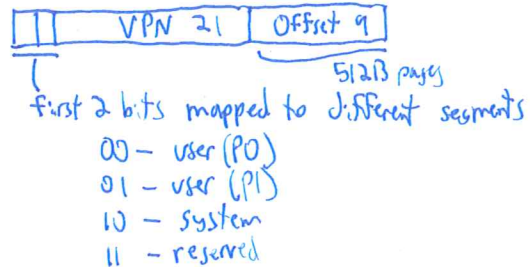 VPN 21 Offset 9
512B pages
first 2 bits mapped to different segments
00 - user (P0)
01 - user (P1)
10 - system
11 - reserved